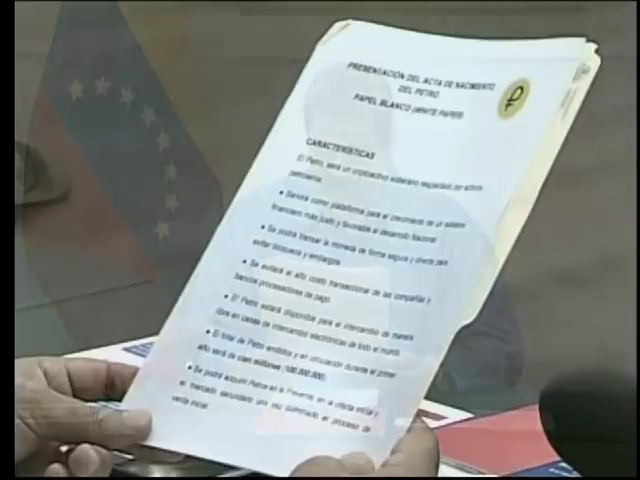 PRESENTACIÓN DEL ACTA DE NACIMIENTO
DEL PETRO
PAPEL BLANCO (WHITE PAPER)
CARACTERÍSTICAS
El Petro, será un criptoactivo soberano respaldado por activos
petroleros.
• Servirá como plataforma para el crecimiento de un sistema
financiero más justo y favorable al desarrollo Nacional
• Se podrá transar la moneda de forma segura y directa para
evitar bloqueos y embargos.
• Se evitará el alto costo transaccional de las compañías y
bancos procesadores de pago.
• El Petro estará disponible para el intercambio de manera
libre en casas de intercambio electrónicas de todo el mundo.
• El total de Petro emitidos y en circulación durante el primer
año será de cien millones (100.000.000).
• Se podrá adquirir Petros en la Preventa, en la oferta inicial y
el mercado secundario una vez culminado el proceso de
venta inicial.